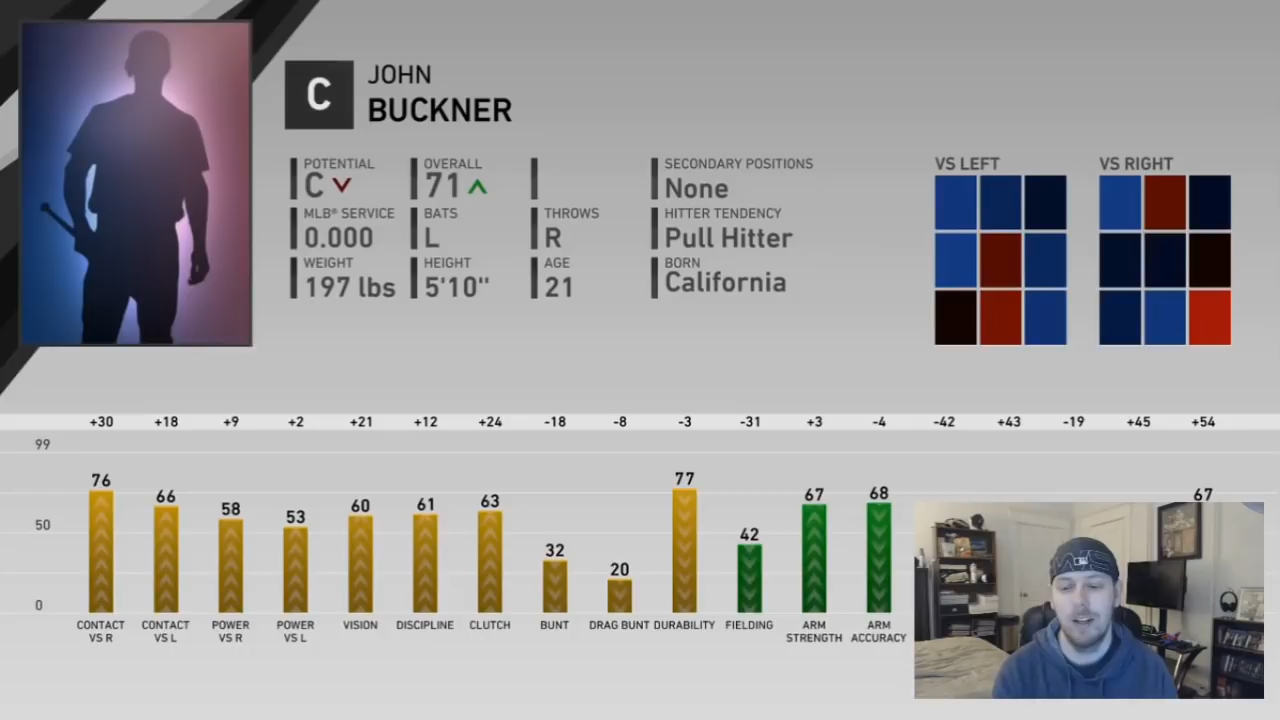 C
JOHN
BUCKNER
POTENTIAL
C
OVERALL
71
SECONDARY POSITIONS
None
MLB® SERVICE
0.000
BATS
L
THROWS
R
HITTER TENDENCY
Pull Hitter
WEIGHT
197 lbs
HEIGHT
5'10"
AGE
21
BORN
California
VS LEFT
VS RIGHT
+30 +18 +9 +2 +21 +12 +24 -18 -8 -3 -31 +3 -4 -42 +43 -19 +45 +54
99
50
0
76 66 58 53 60 61 63 32 20 77 42 67 68 67
CONTACT VS R
CONTACT VS L
POWER VS R
POWER VS L
VISION
DISCIPLINE
CLUTCH
BUNT
DRAG BUNT
DURABILITY
FIELDING
ARM STRENGTH
ARM ACCURACY